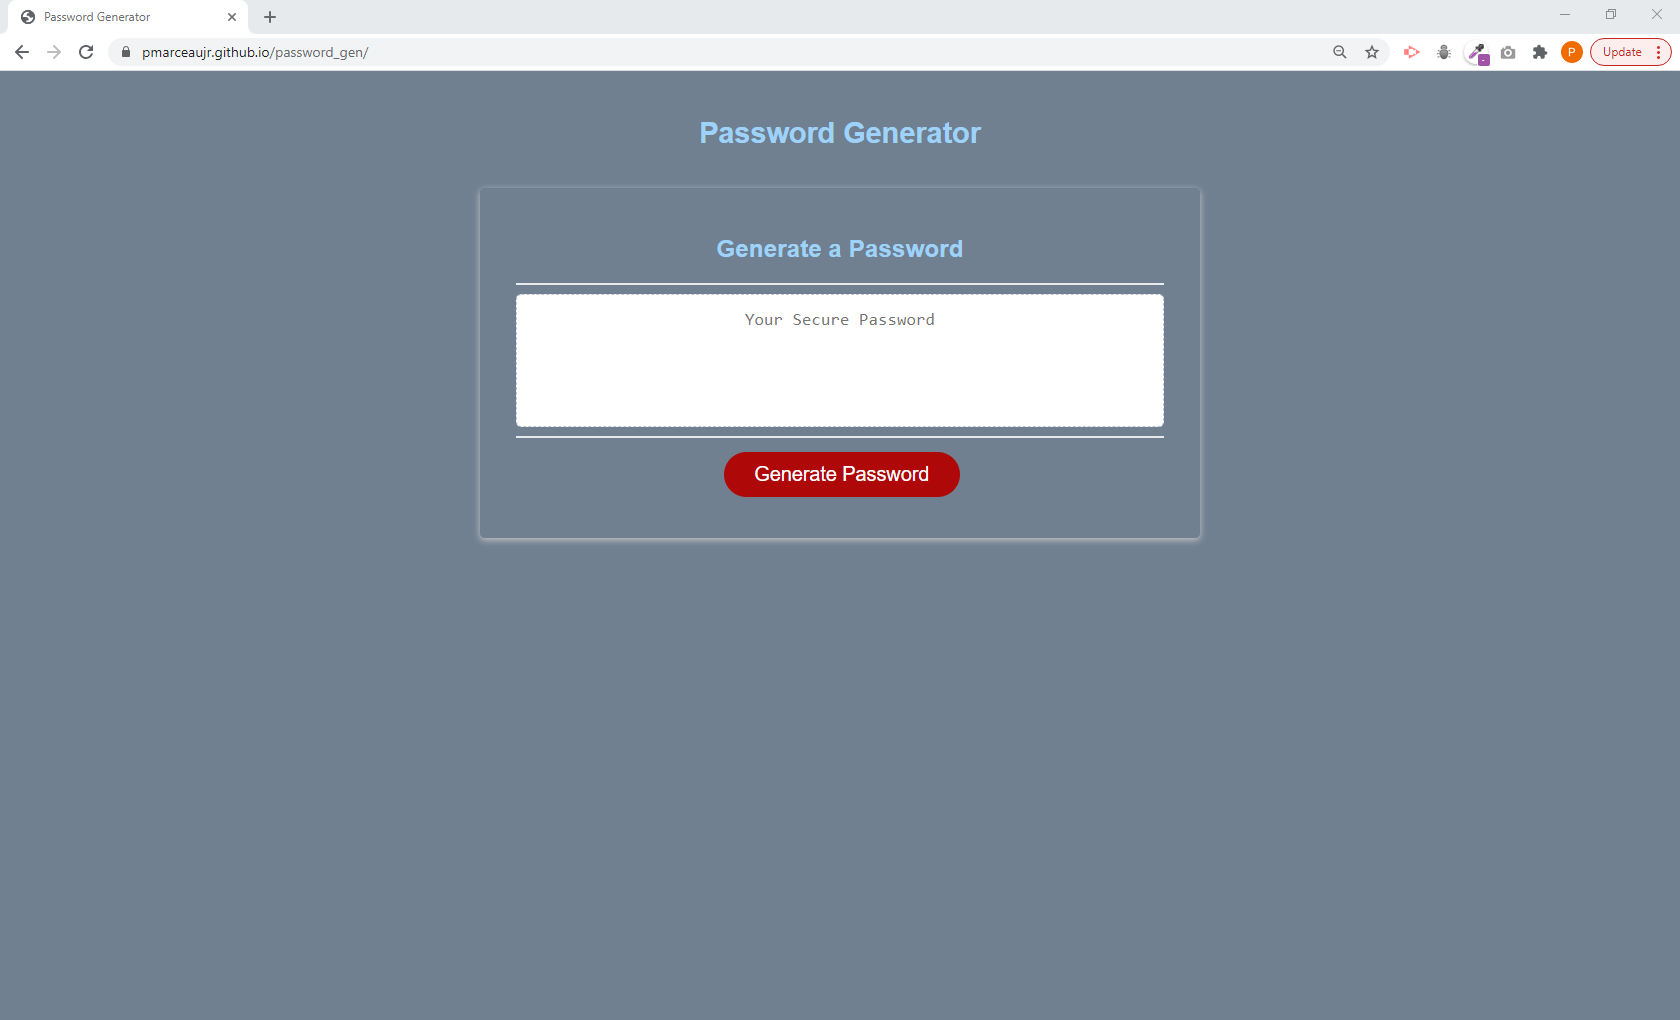 Password Generator
pmarceaujr.github.io/password_gen/
P
Update
Password Generator
Generate a Password
Your Secure Password
Generate Password